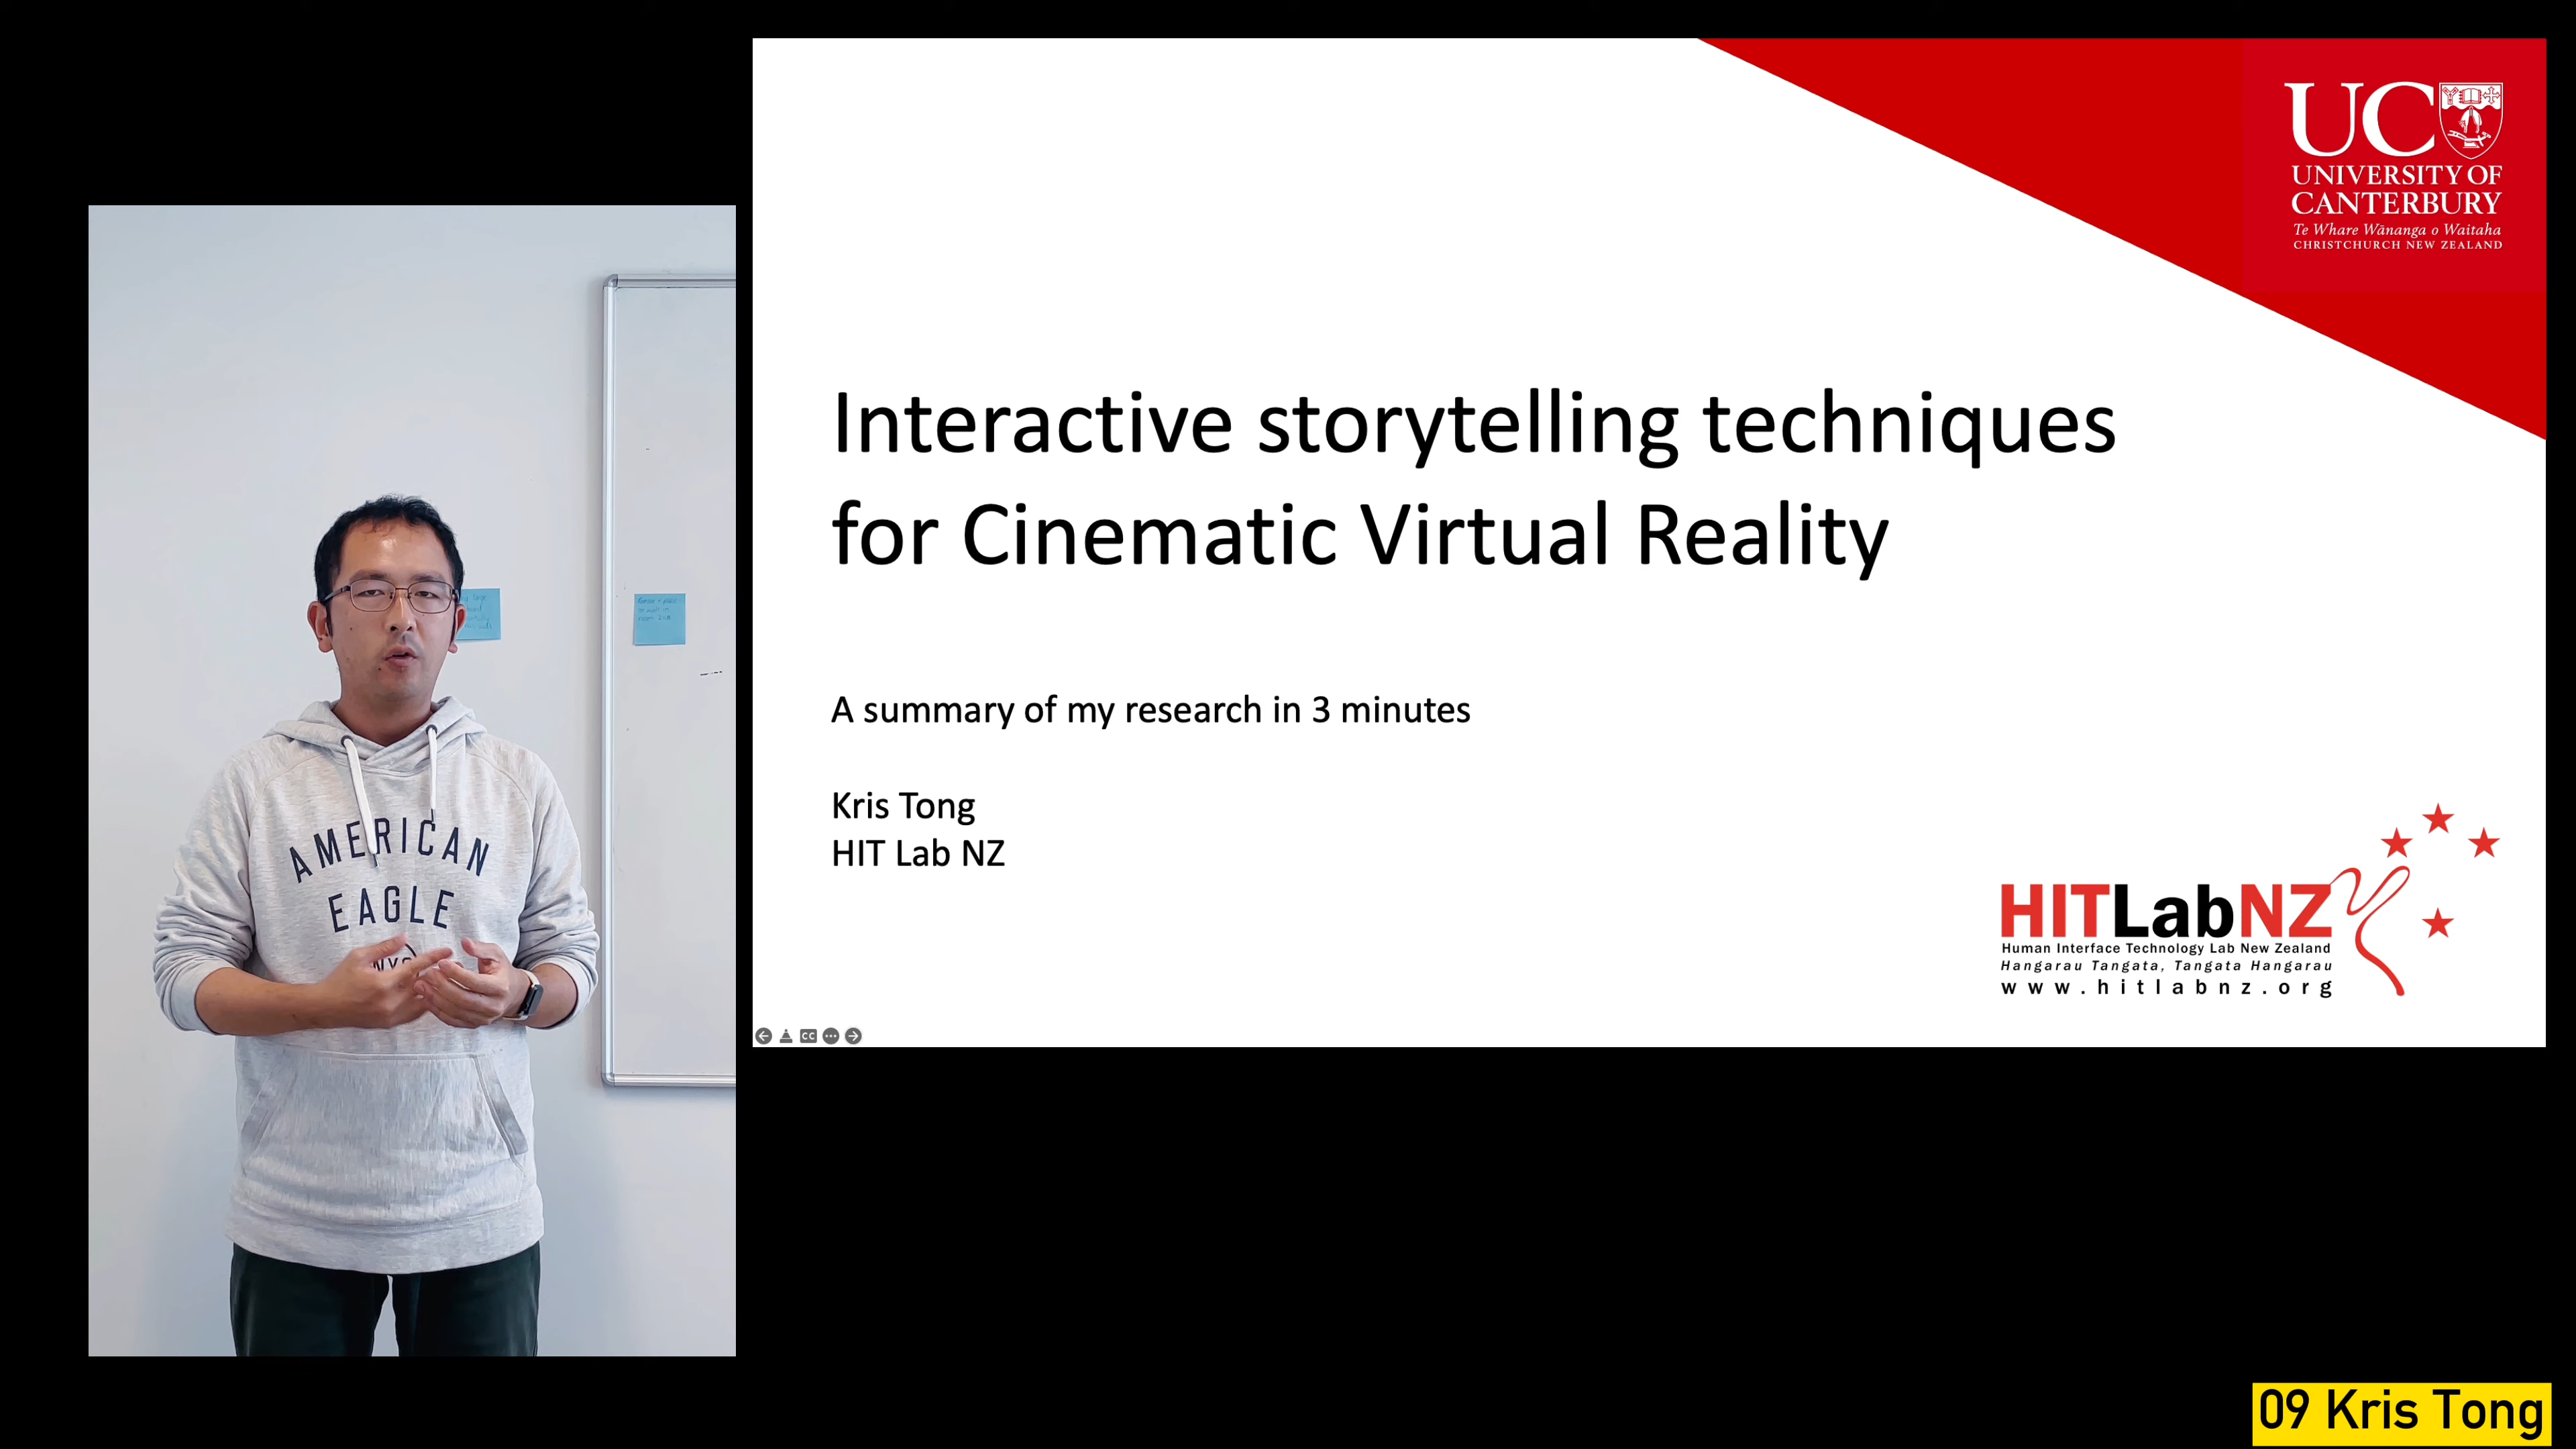 UC
UNIVERSITY OF
CANTERBURY
Te Whare Wānanga o Waitaha
CHRISTCHURCH NEW ZEALAND
Interactive storytelling techniques
for Cinematic Virtual Reality
A summary of my research in 3 minutes
Kris Tong
HIT Lab NZ
AMERICAN
EAGLE
HITLabNZ
Human Interface Technology Lab New Zealand
Hangarau Tangata, Tangata Hangarau
www.hitlabnz.org
CC
09 Kris Tong